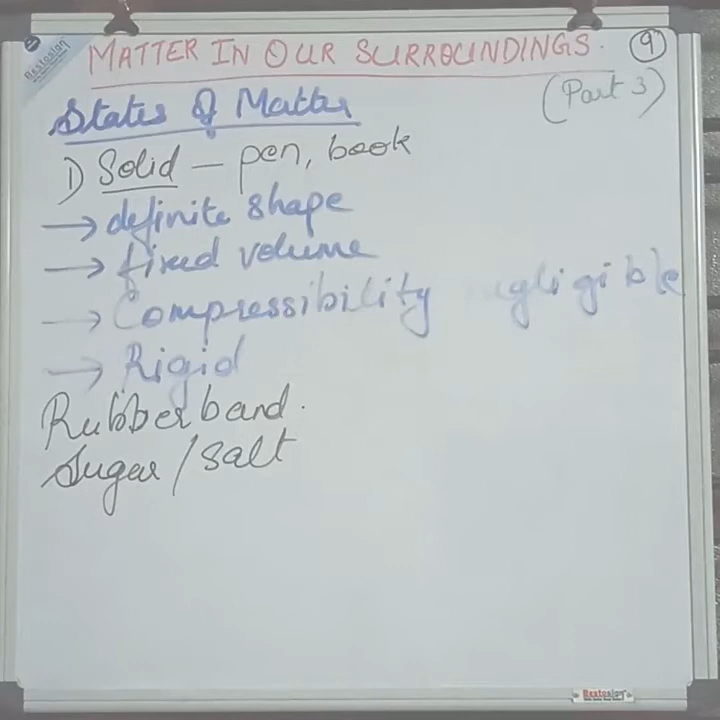 MATTER IN OUR SURROUNDINGS. 9
(Part 3)
States of Matter
1) Solid — pen, book
→ definite shape
→ fixed volume
→ Compressibility negligible
→ Rigid
Rubber band.
Sugar/salt